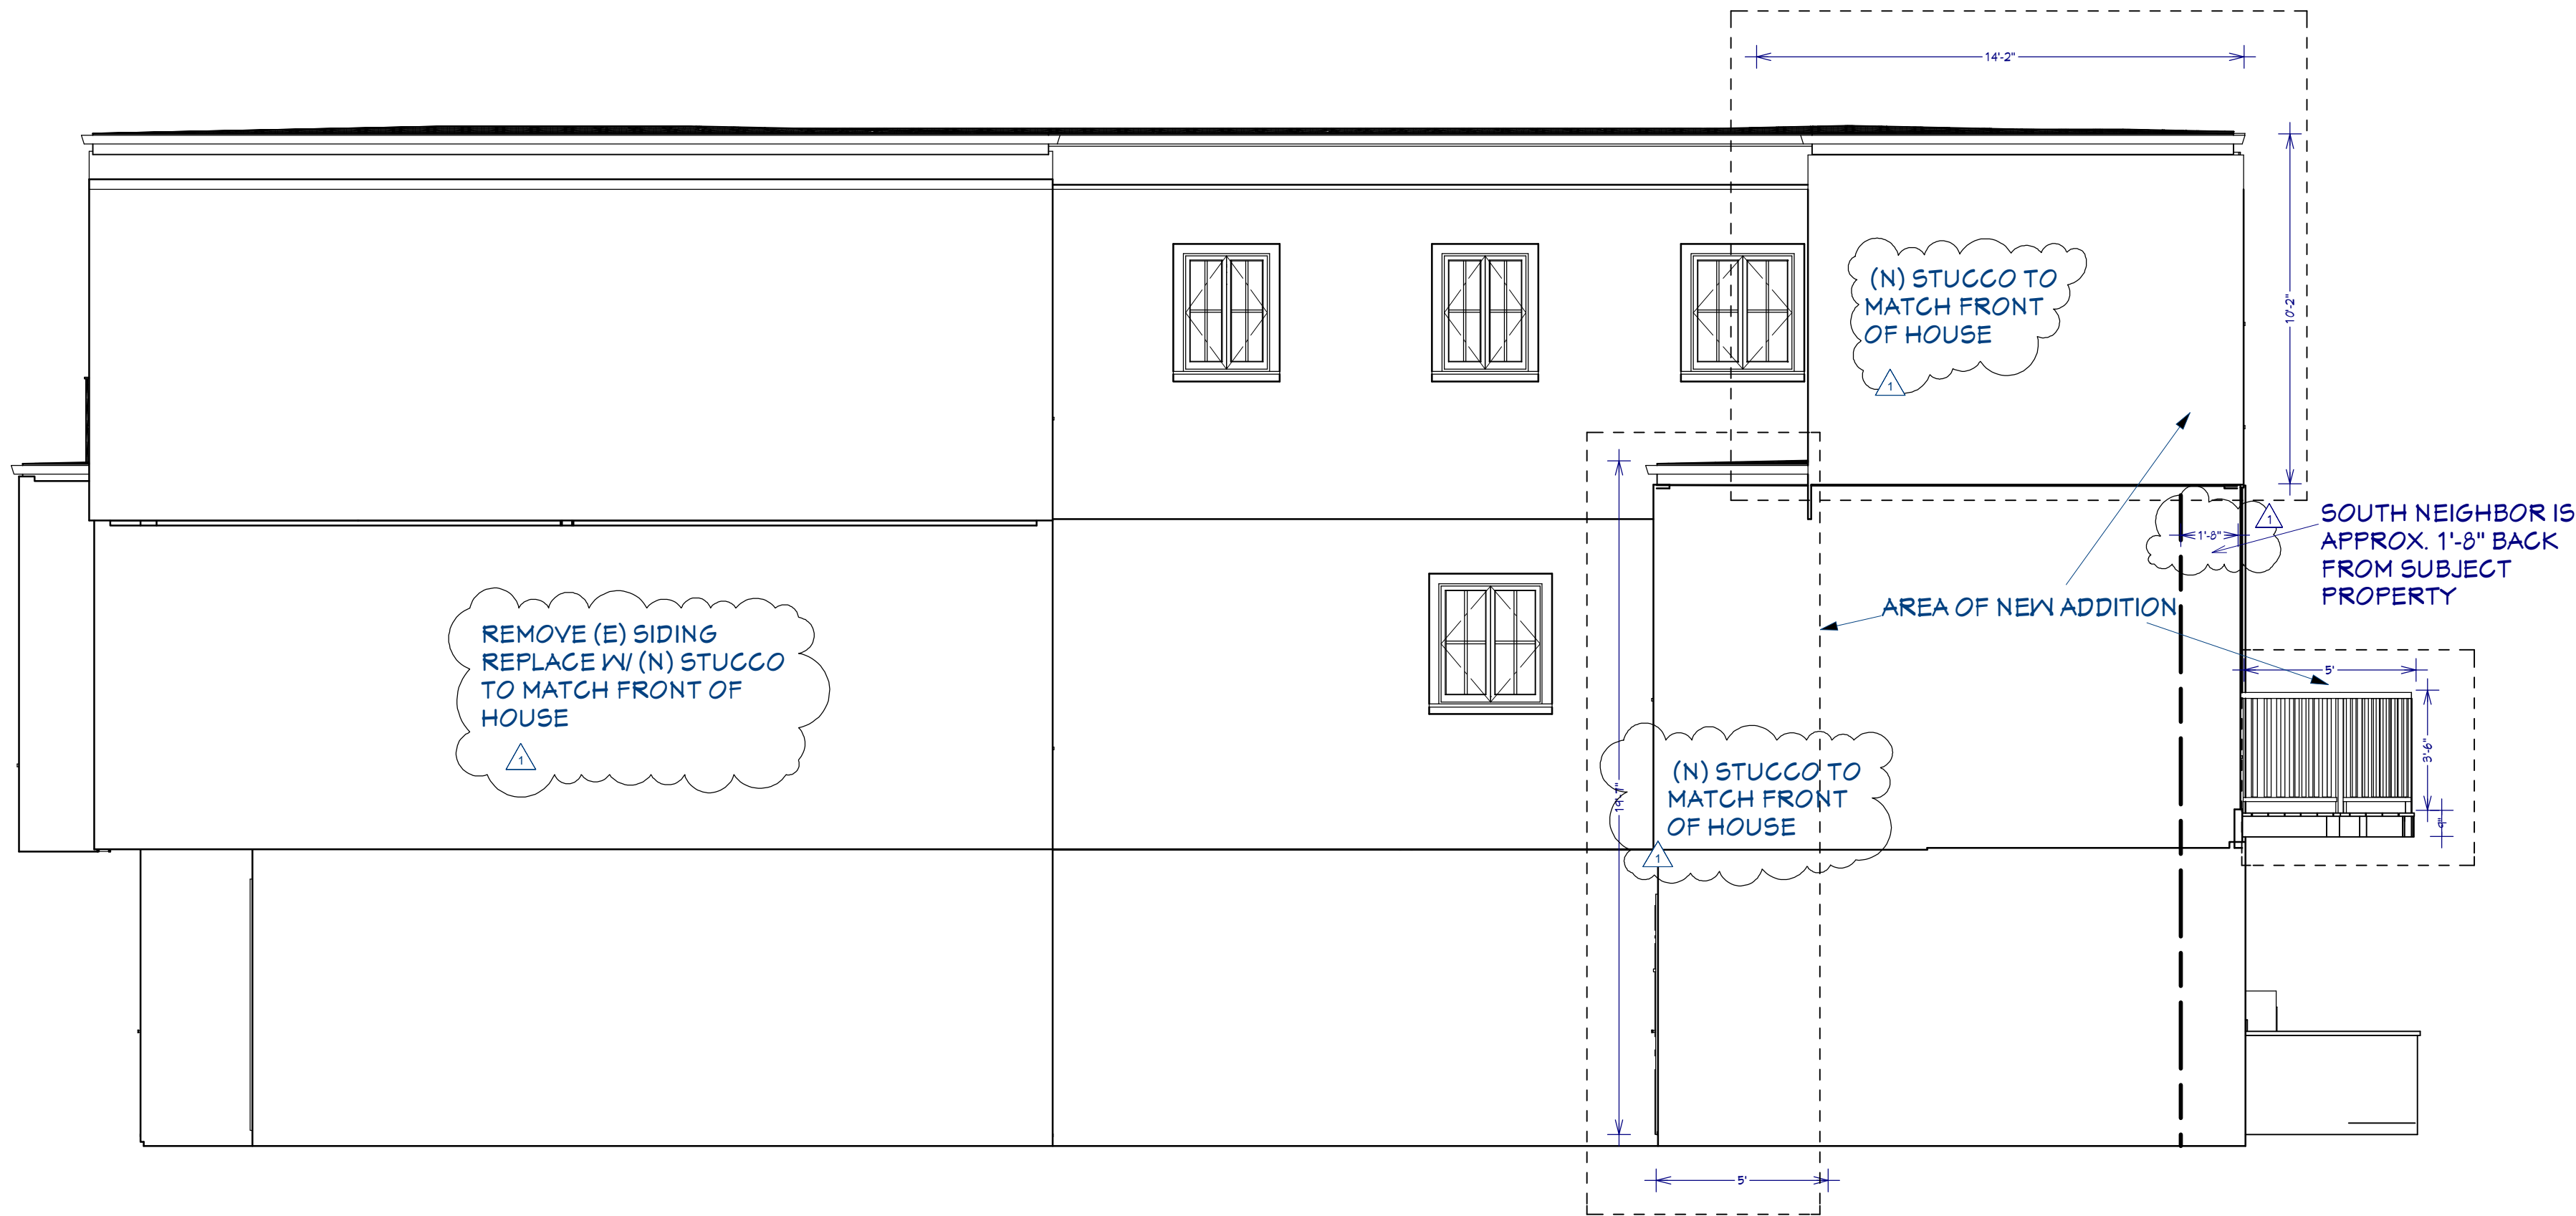 14'-2"
(N) STUCCO TO
MATCH FRONT
OF HOUSE
1
10'-2"
1
1'-8"
SOUTH NEIGHBOR IS
APPROX. 1'-8" BACK
FROM SUBJECT
PROPERTY
AREA OF NEW ADDITION
REMOVE (E) SIDING
REPLACE W/ (N) STUCCO
TO MATCH FRONT OF
HOUSE
1
5'
3'-6"
9"
19'-7"
(N) STUCCO TO
MATCH FRONT
OF HOUSE
1
5'